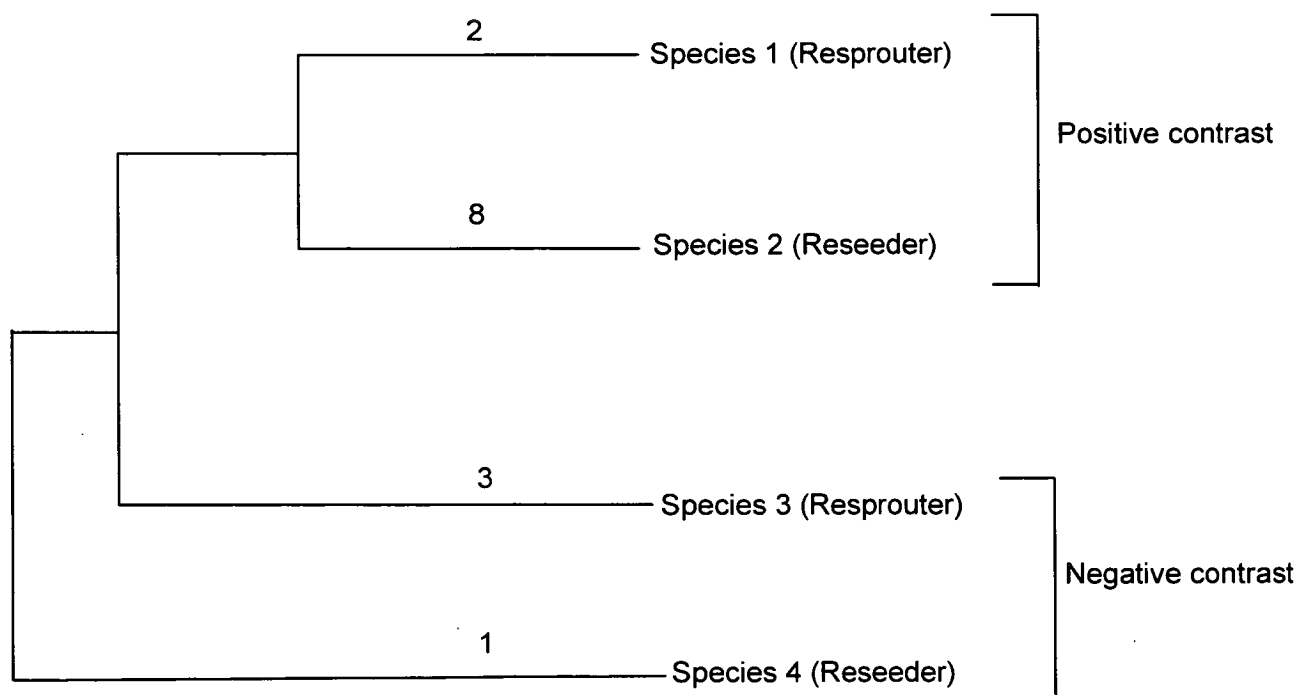 2
Species 1 (Resprouter)
Positive contrast
8
Species 2 (Reseeder)
3
Species 3 (Resprouter)
Negative contrast
1
Species 4 (Reseeder)